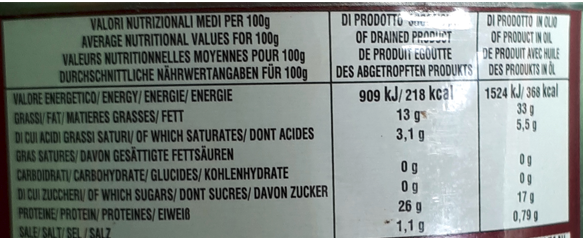 VALORI NUTRIZIONALI MEDI PER 100g
AVERAGE NUTRITIONAL VALUES FOR 100g
VALEURS NUTRITIONNELLES MOYENNES POUR 100g
DURCHSCHNITTLICHE NÄHRWERTANGABEN FÜR 100g
DI PRODOTTO
OF DRAINED PRODUCT
DE PRODUIT EGOUTTE
DES ABGETROPFTEN PRODUKTS
DI PRODOTTO IN OLIO
OF PRODUCT IN OIL
DE PRODUIT AVEC HUILE
DES PRODUKTS IN ÖL
VALORE ENERGETICO/ ENERGY/ ENERGIE/ ENERGIE 909 kJ/ 218 kcal 1524 kJ/ 368 kcal
GRASSI/ FAT/ MATIERES GRASSES/ FETT 13 g 33 g
DI CUI ACIDI GRASSI SATURI/ OF WHICH SATURATES/ DONT ACIDES 3,1 g 5,5 g
GRAS SATURES/ DAVON GESÄTTIGTE FETTSÄUREN
CARBOIDRATI/ CARBOHYDRATE/ GLUCIDES/ KOHLENHYDRATE 0 g 0 g
DI CUI ZUCCHERI/ OF WHICH SUGARS/ DONT SUCRES/ DAVON ZUCKER 0 g 0 g
PROTEINE/ PROTEIN/ PROTEINES/ EIWEIß 26 g 17 g
SALE/ SALT/ SEL / SALZ 1,1 g 0,79 g